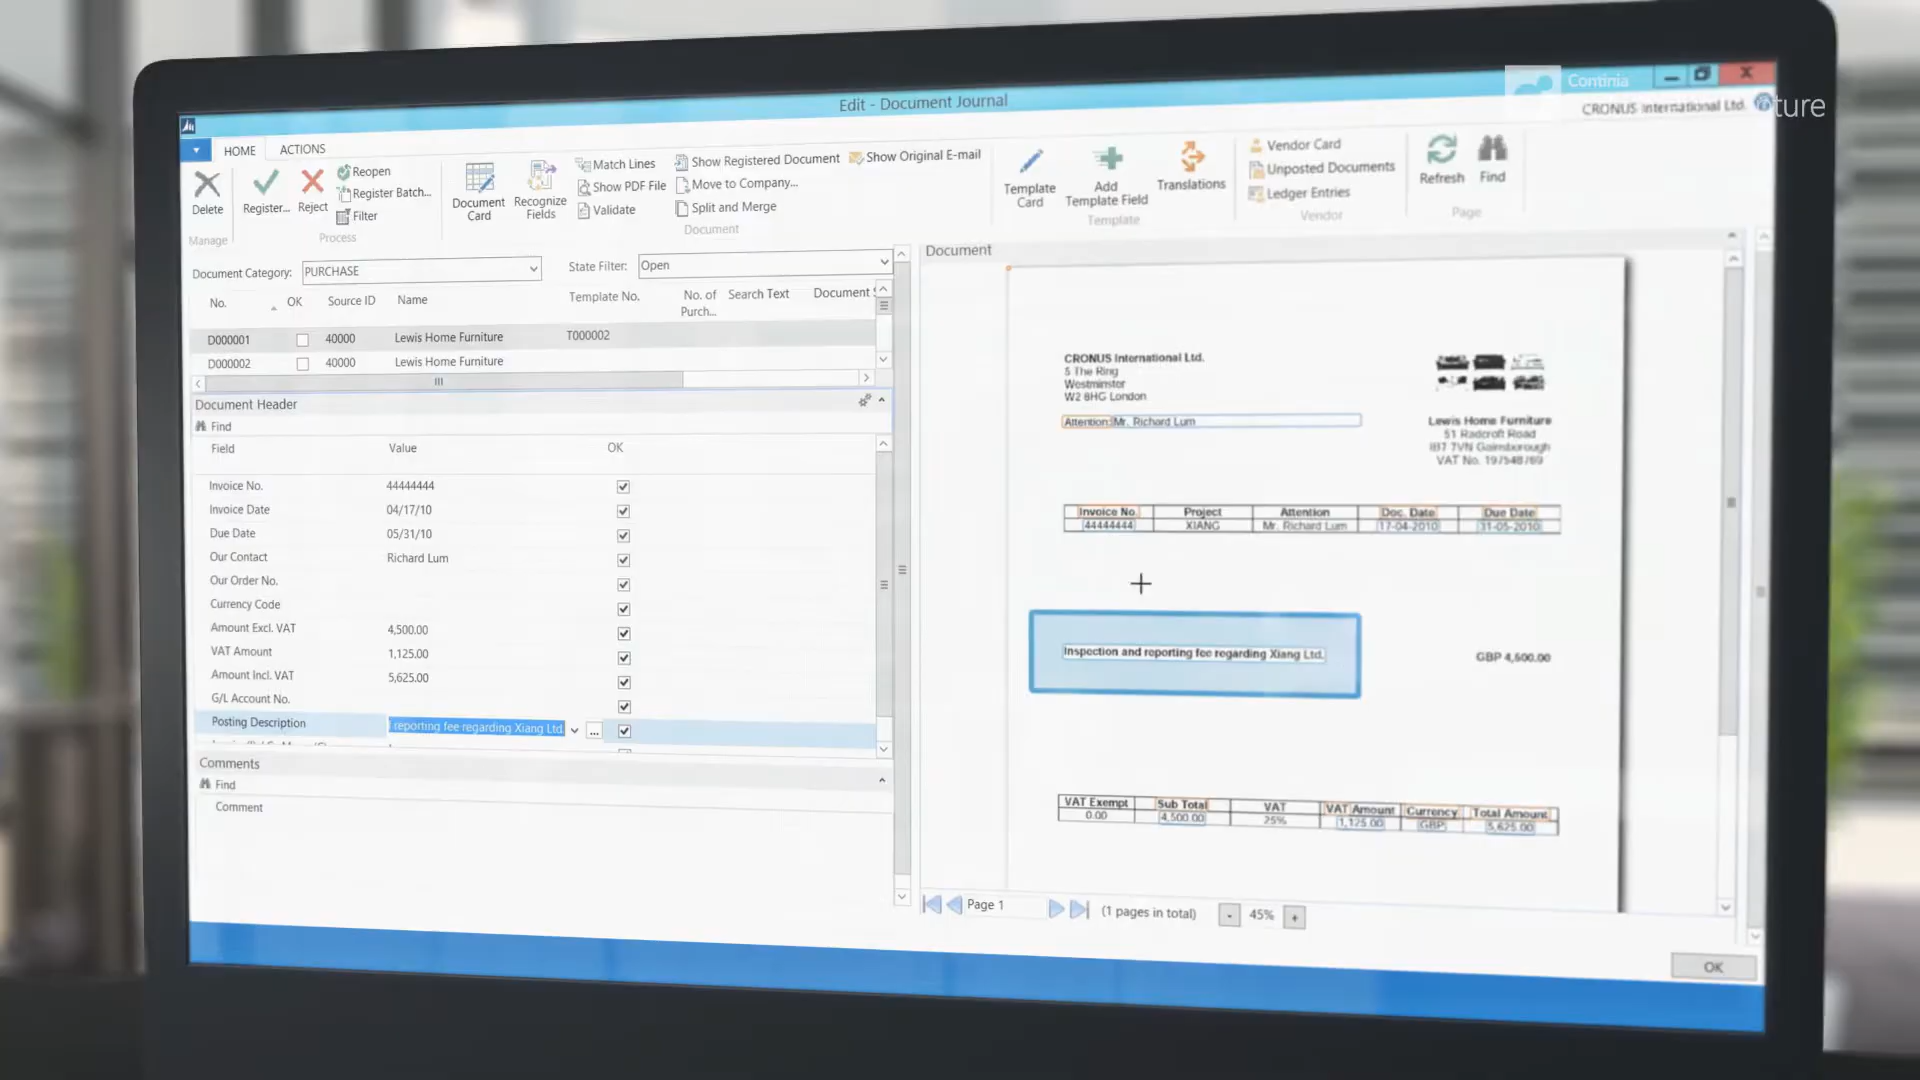 Continia
Edit - Document Journal
CRONUS International Ltd.
ture
HOME ACTIONS
Delete
Register...
Reject
Reopen
Register Batch...
Filter
Manage
Process
Document Card
Recognize Fields
Match Lines
Show PDF File
Validate
Show Registered Document
Move to Company...
Split and Merge
Show Original E-mail
Document
Template Card
Add Template Field
Translations
Template
Vendor Card
Unposted Documents
Ledger Entries
Vendor
Refresh
Find
Page
Document Category: PURCHASE
State Filter: Open
No. OK Source ID Name Template No. No. of Purch... Search Text Document
D000001 40000 Lewis Home Furniture T000002
D000002 40000 Lewis Home Furniture
Document Header
Find
Field Value OK
Invoice No. 44444444
Invoice Date 04/17/10
Due Date 05/31/10
Our Contact Richard Lum
Our Order No.
Currency Code
Amount Excl. VAT 4,500.00
VAT Amount 1,125.00
Amount Incl. VAT 5,625.00
G/L Account No.
Posting Description reporting fee regarding Xiang Ltd. ...
Comments
Find
Comment
Document
CRONUS International Ltd.
5 The Ring
Westminster
W2 8HG London
Attention: Mr. Richard Lum
Lewis Home Furniture
51 Radcroft Road
IB7 7VN Gainsborough
VAT No. 197548769
Invoice No. Project Attention Doc. Date Due Date
44444444 XIANG Mr. Richard Lum 17-04-2010 31-05-2010
Inspection and reporting fee regarding Xiang Ltd.
GBP 4,500.00
VAT Exempt Sub Total VAT VAT Amount Currency Total Amount
0.00 4,500.00 25% 1,125.00 GBP 5,625.00
Page 1 (1 pages in total) - 45% +
OK